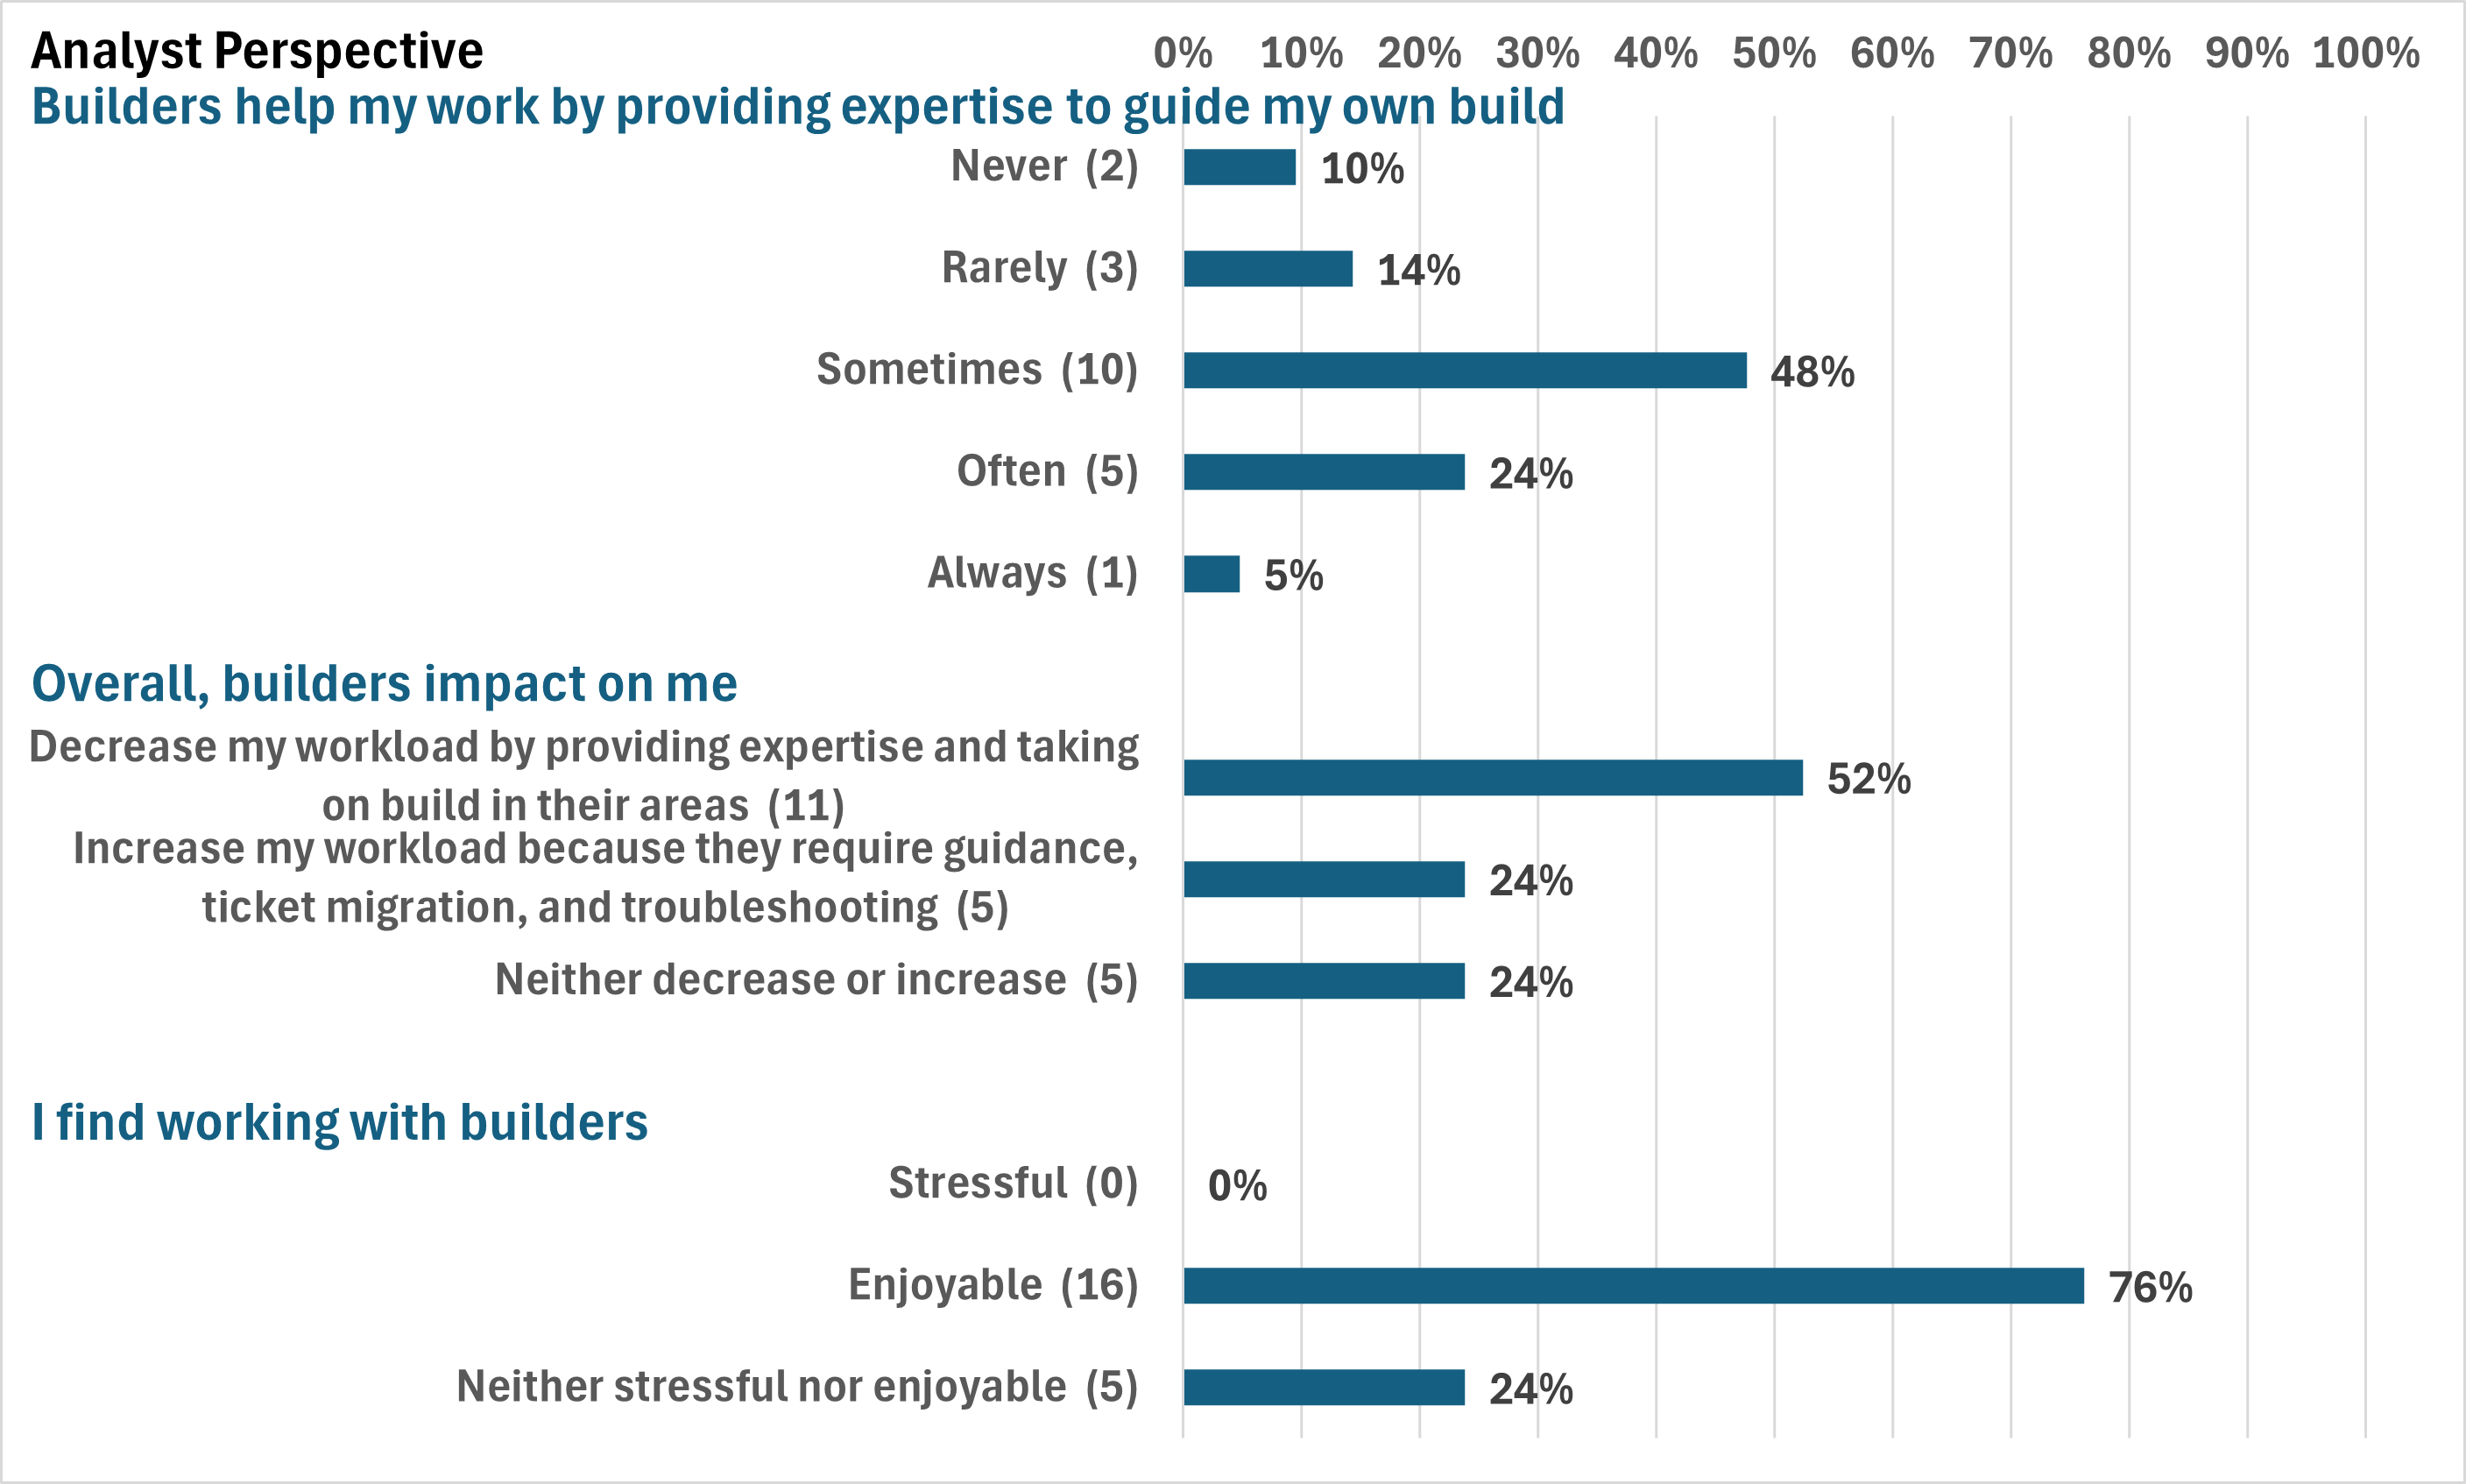 Analyst Perspective
0% 10% 20% 30% 40% 50% 60% 70% 80% 90% 100%
Builders help my work by providing expertise to guide my own build
Never (2) 10%
Rarely (3) 14%
Sometimes (10) 48%
Often (5) 24%
Always (1) 5%
Overall, builders impact on me
Decrease my workload by providing expertise and taking
on build in their areas (11) 52%
Increase my workload because they require guidance,
ticket migration, and troubleshooting (5) 24%
Neither decrease or increase (5) 24%
I find working with builders
Stressful (0) 0%
Enjoyable (16) 76%
Neither stressful nor enjoyable (5) 24%